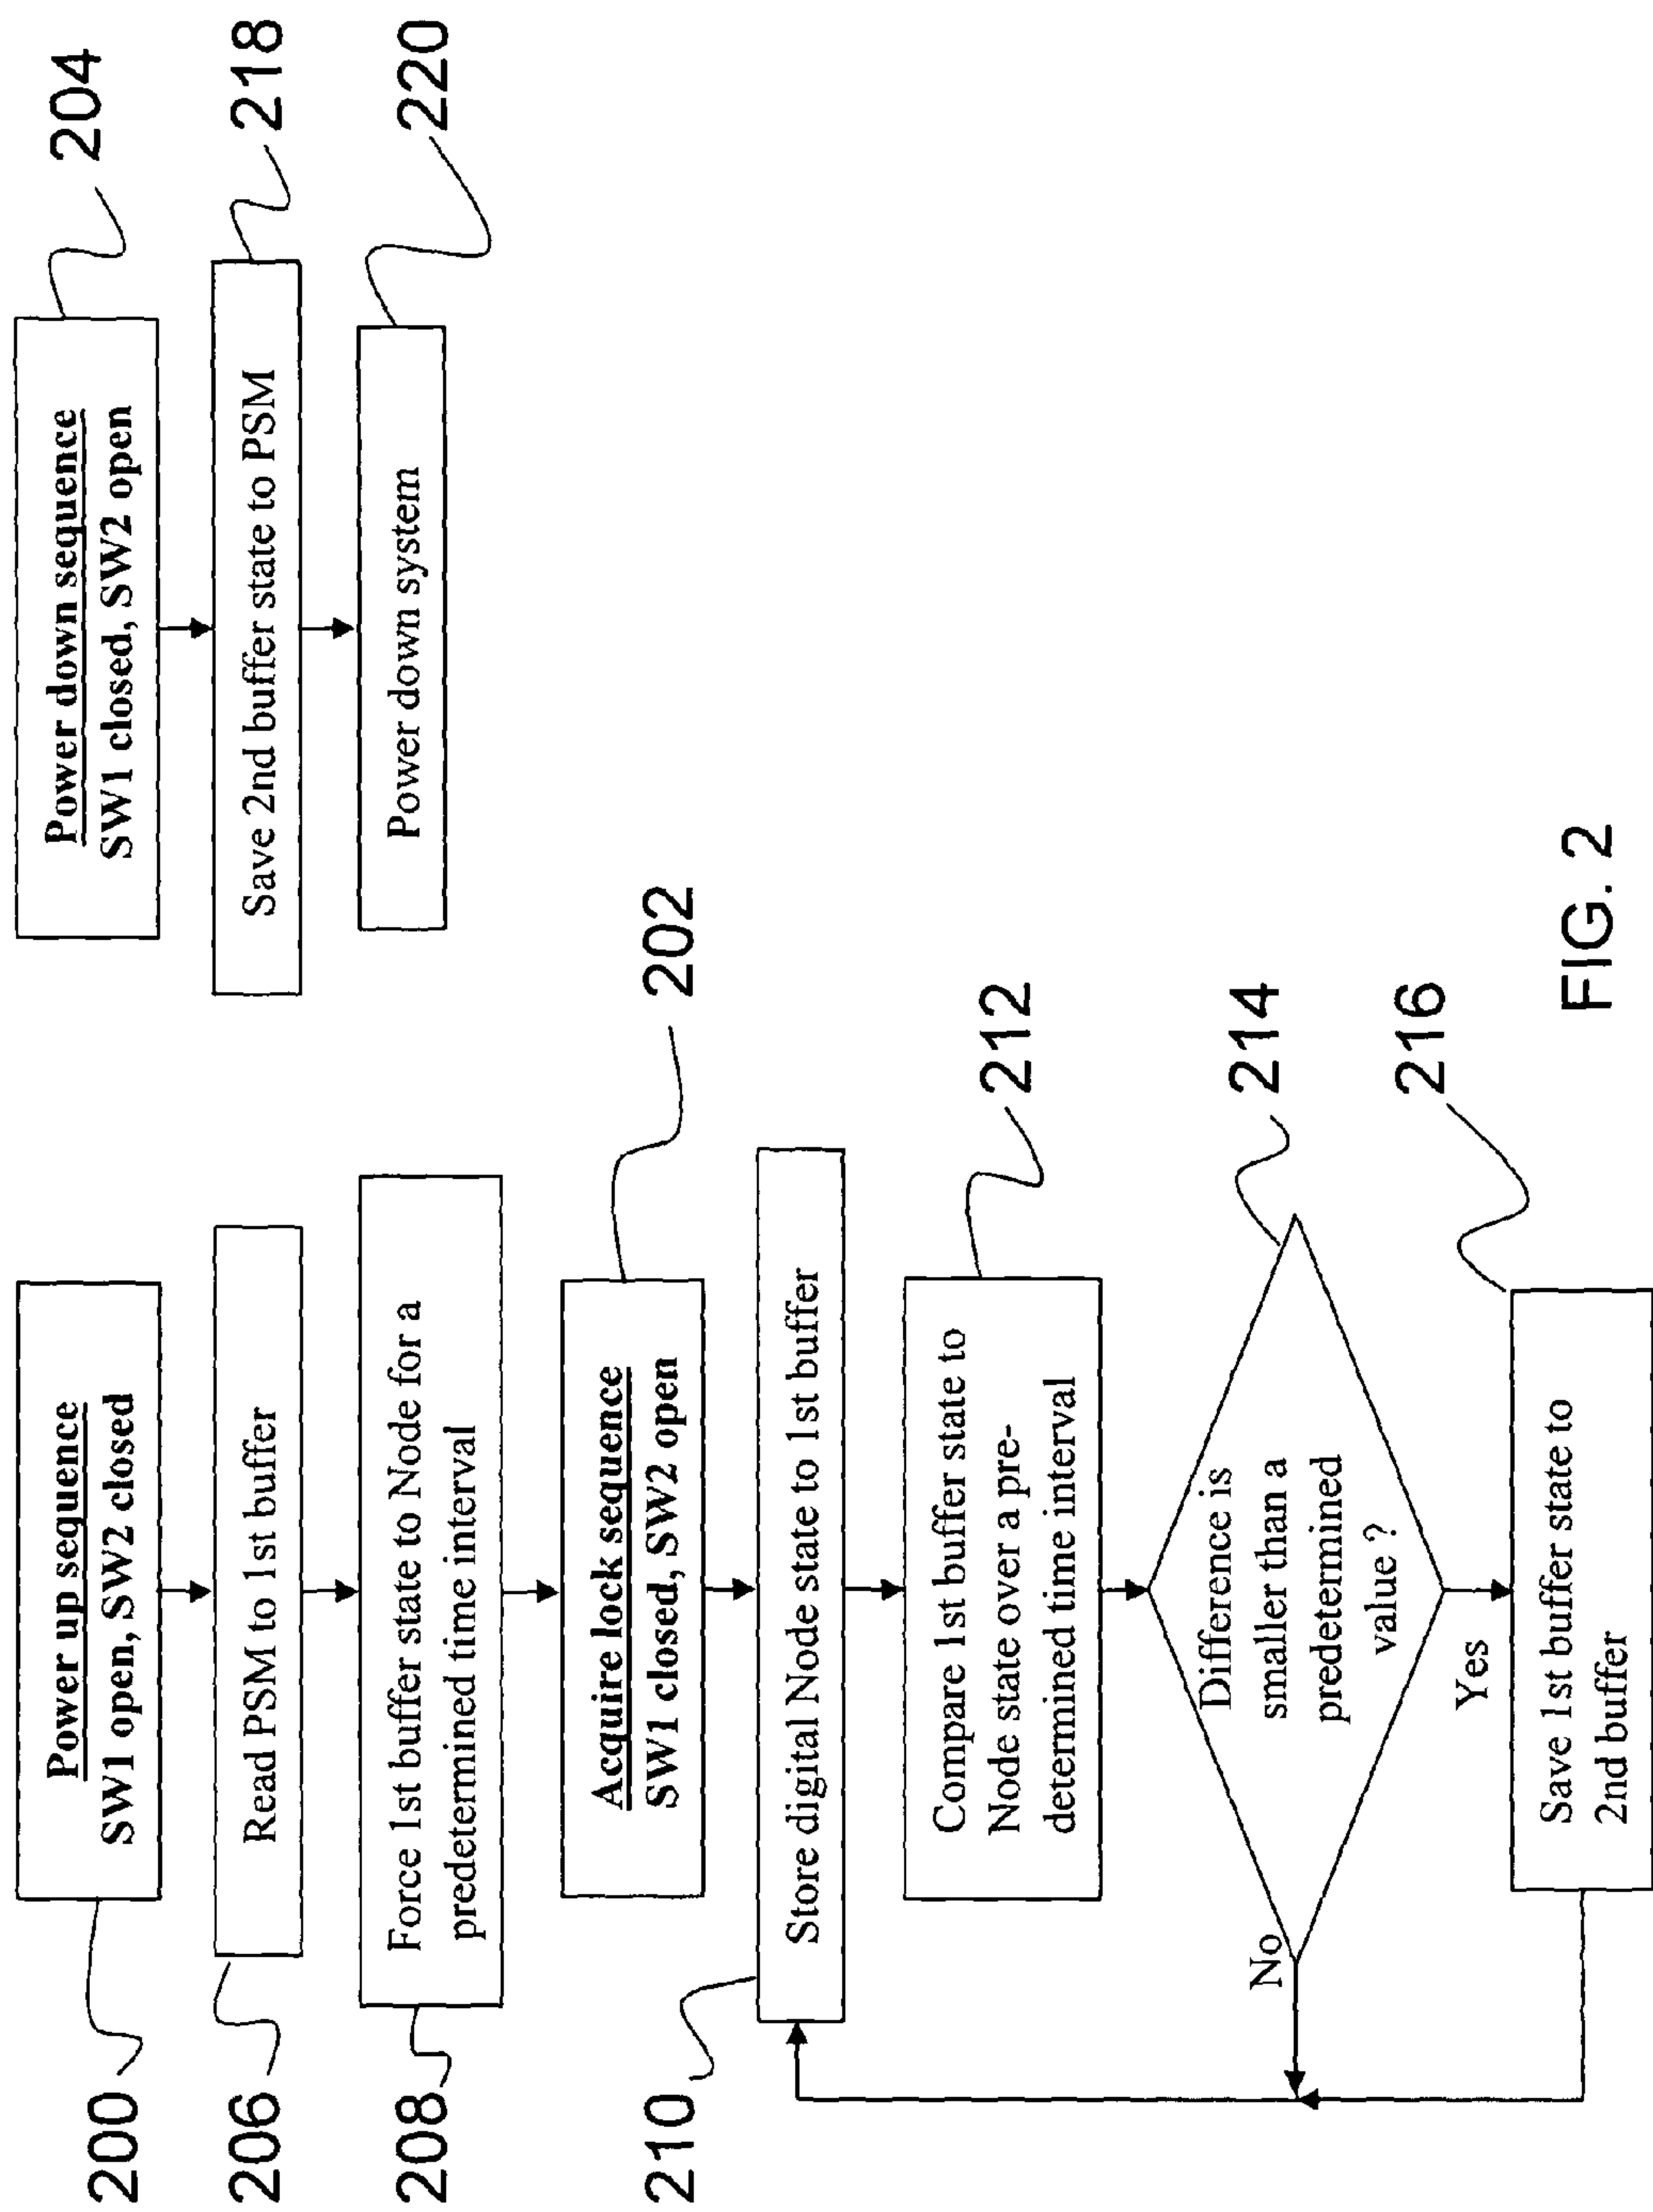 200
Power up sequence
SW1 open, SW2 closed
206
Read PSM to 1st buffer
208
Force 1st buffer state to Node for a
predetermined time interval
202
Acquire lock sequence
SW1 closed, SW2 open
210
Store digital Node state to 1st buffer
212
Compare 1st buffer state to
Node state over a pre-
determined time interval
214
Difference is
smaller than a
predetermined
value ?
No
Yes
216
Save 1st buffer state to
2nd buffer
204
Power down sequence
SW1 closed, SW2 open
218
Save 2nd buffer state to PSM
220
Power down system
FIG. 2